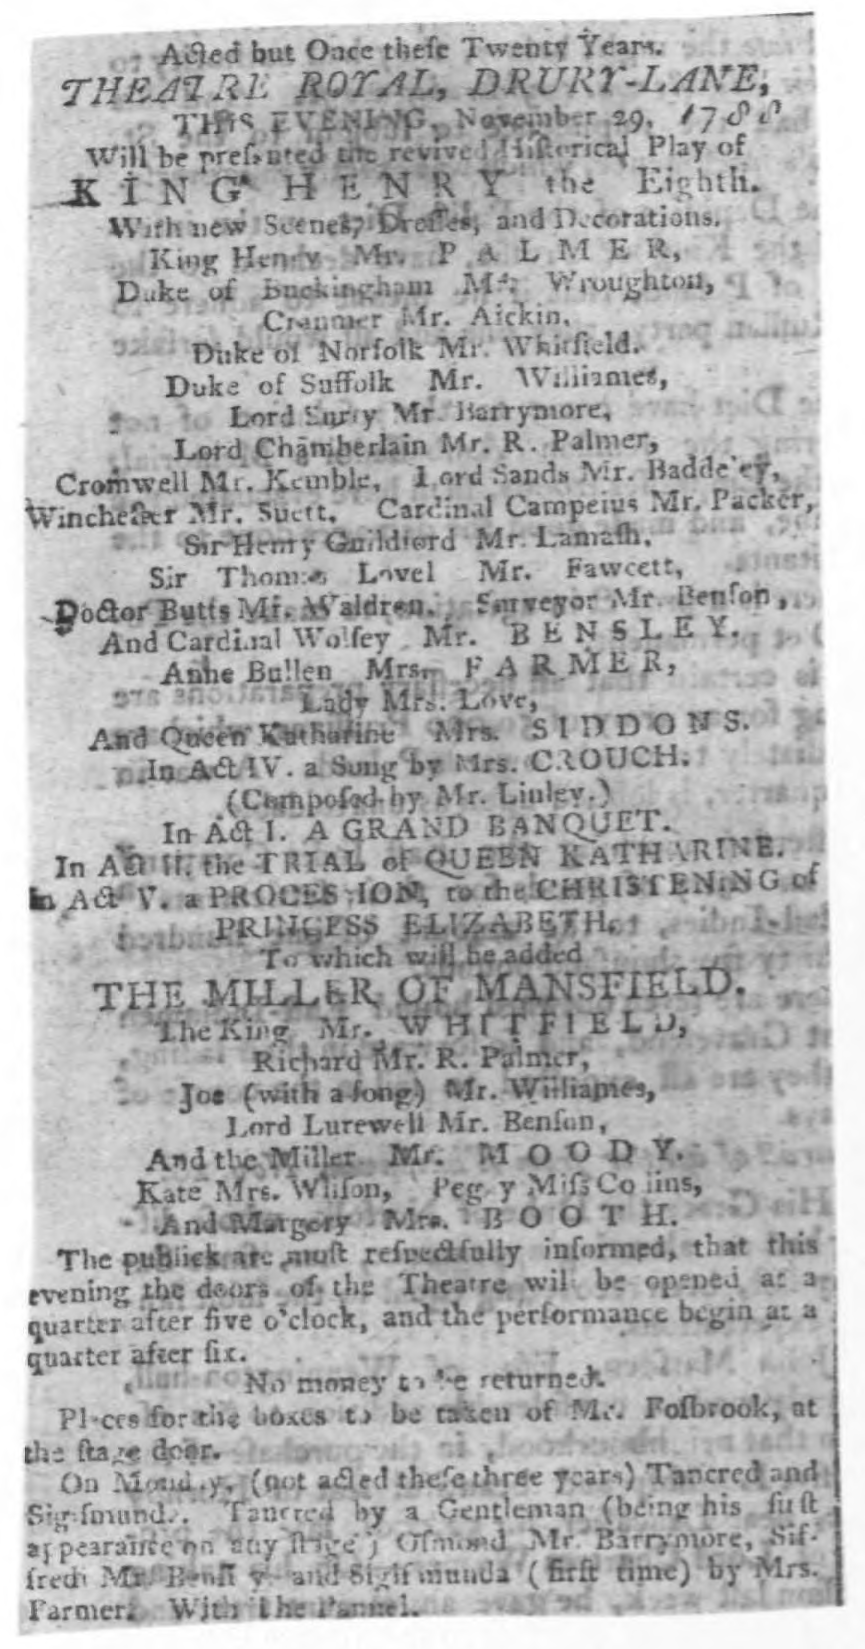 Acted but Once theſe Twenty Years.
THEATRE ROYAL, DRURY-LANE,
THIS EVENING, November 29, 1788
Will be preſented the revived Hiſtorical Play of
KING HENRY the Eighth.
With new Scenes, Dreſſes, and Decorations.
King Henry Mr. PALMER,
Duke of Buckingham Mr. Wroughton,
Cranmer Mr. Aickin,
Duke of Norfolk Mr. Whitfield.
Duke of Suffolk Mr. Williames,
Lord Surry Mr. Barrymore,
Lord Chamberlain Mr. R. Palmer,
Cromwell Mr. Kemble, Lord Sands Mr. Baddeley,
Wincheſter Mr. Suett, Cardinal Campeius Mr. Packer,
Sir Henry Guildford Mr. Lamaſh,
Sir Thomas Lovel Mr. Fawcett,
Doctor Butts Mr. Waldren. Surveyor Mr. Benſon,
And Cardinal Wolſey Mr. BENSLEY.
Anne Bullen Mrs. FARMER,
Lady Mrs. Love,
And Queen Katharine Mrs. SIDDONS.
In Act IV. a Song by Mrs. CROUCH.
(Compoſed by Mr. Linley.)
In Act I. A GRAND BANQUET.
In Act II. the TRIAL of QUEEN KATHARINE.
In Act V. a PROCESSION, to the CHRISTENING of
PRINCESS ELIZABETH.
To which will be added
THE MILLER OF MANSFIELD.
The King Mr. WHITFIELD,
Richard Mr. R. Palmer,
Joe (with a ſong) Mr. Williames,
Lord Lurewell Mr. Benſon,
And the Miller Mr. MOODY.
Kate Mrs. Wilſon, Peggy Miſs Collins,
And Margery Mrs. BOOTH.
The publick are moſt reſpectfully informed, that this
evening the doors of the Theatre will be opened at a
quarter after five o'clock, and the performance begin at a
quarter after ſix.
No money to be returned.
Places for the boxes to be taken of Mr. Foſbrook, at
the ſtage door.
On Monday, (not acted theſe three years) Tancred and
Sigiſmunda. Tancred by a Gentleman (being his firſt
appearance on any ſtage) Oſmond Mr. Barrymore, Sif-
fredi Mr. Benſley and Sigiſmunda (firſt time) by Mrs.
Farmer. With The Pannel.